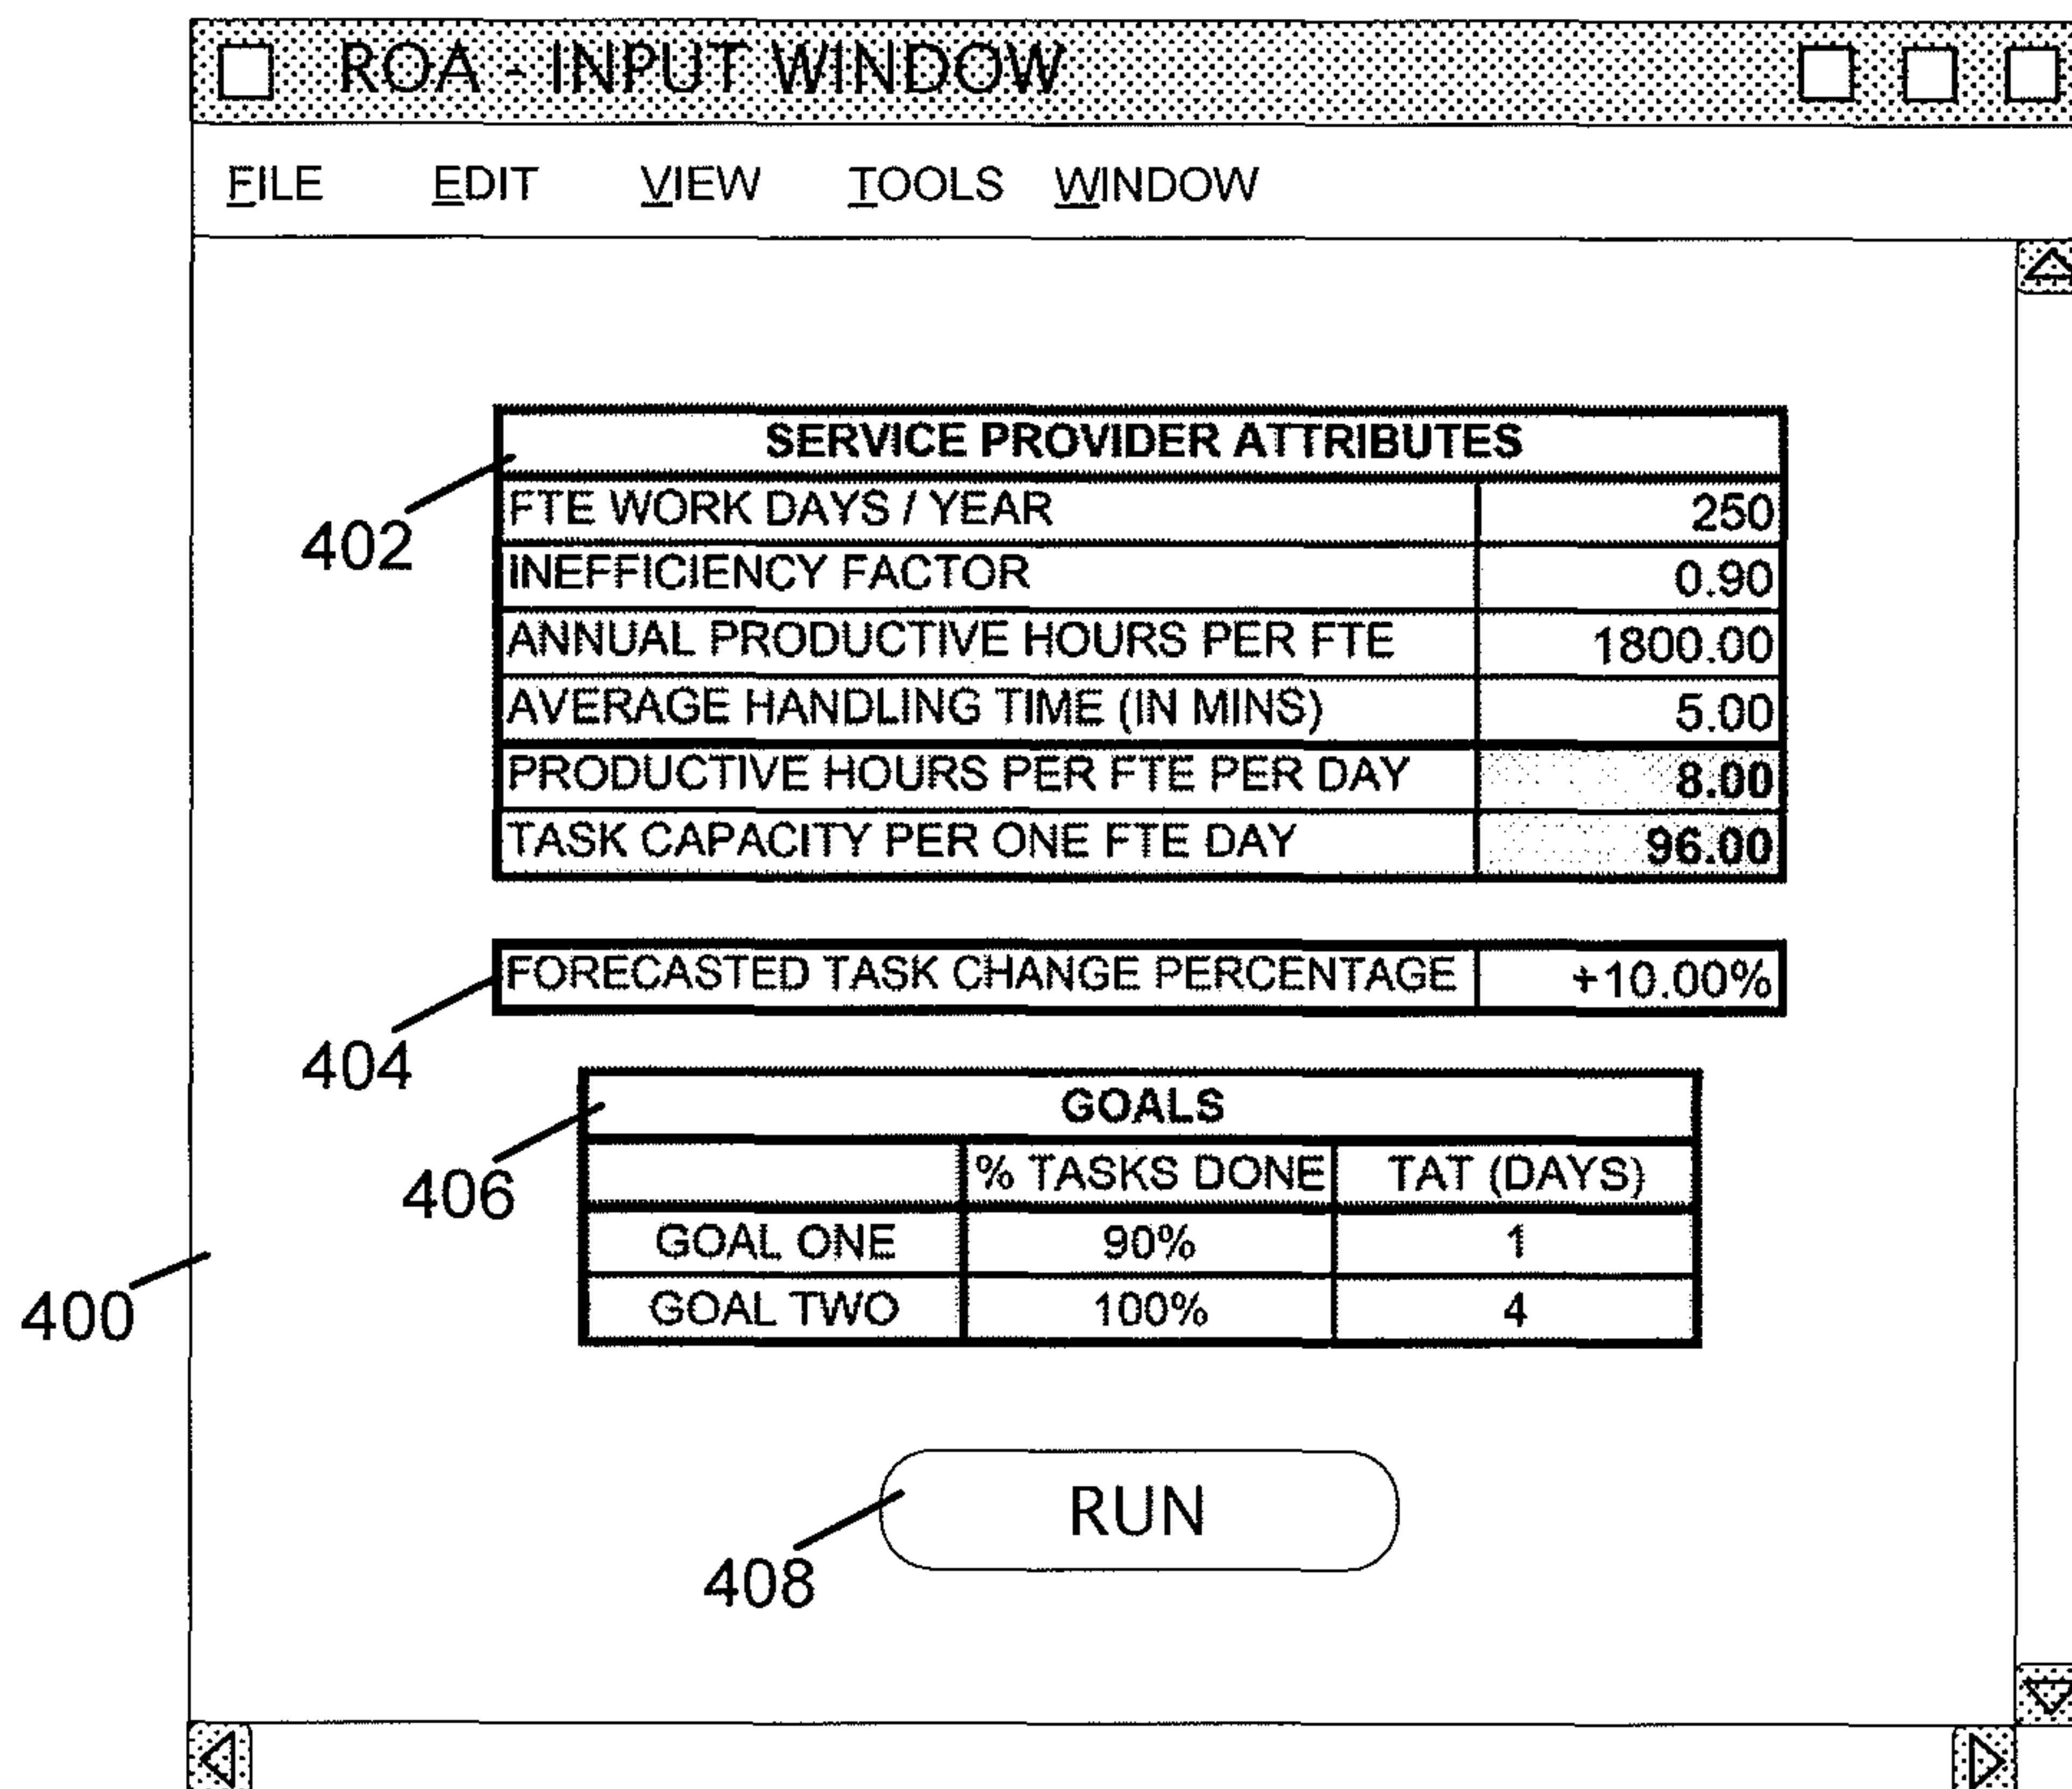 ROA - INPUT WINDOW
FILE EDIT VIEW TOOLS WINDOW
SERVICE PROVIDER ATTRIBUTES
FTE WORK DAYS / YEAR 250
402
INEFFICIENCY FACTOR 0.90
ANNUAL PRODUCTIVE HOURS PER FTE 1800.00
AVERAGE HANDLING TIME (IN MINS) 5.00
PRODUCTIVE HOURS PER FTE PER DAY 8.00
TASK CAPACITY PER ONE FTE DAY 96.00
FORECASTED TASK CHANGE PERCENTAGE +10.00%
404
GOALS
% TASKS DONE TAT (DAYS)
406
GOAL ONE 90% 1
GOAL TWO 100% 4
400
RUN
408